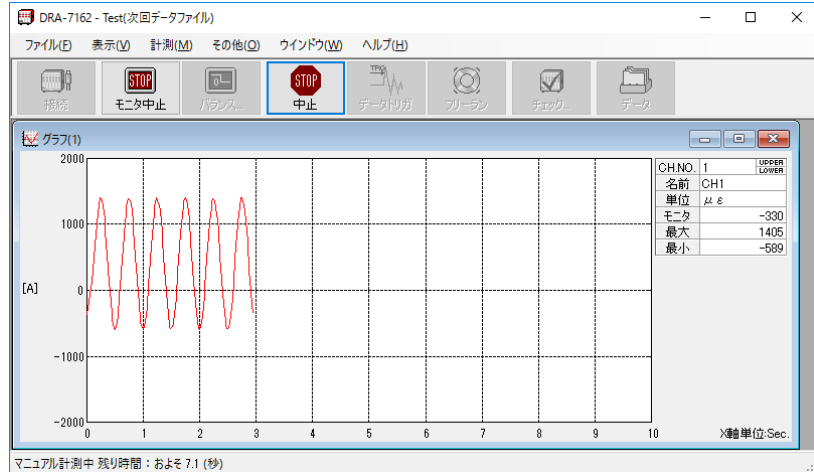 DRA-7162 - Test(次回データファイル)
ファイル(F) 表示(V) 計測(M) その他(O) ウインドウ(W) ヘルプ(H)
STOP STOP TRIG
接続 モニタ中止 バランス... 中止 データトリガ フリーラン チェック... データ
グラフ(1)
2000
1000
[A] 0
-1000
-2000
0 1 2 3 4 5 6 7 8 9 10 X軸単位:Sec.
CH.NO. 1 UPPER LOWER
名前 CH1
単位 με
モニタ -330
最大 1405
最小 -589
マニュアル計測中 残り時間：およそ 7.1 (秒)